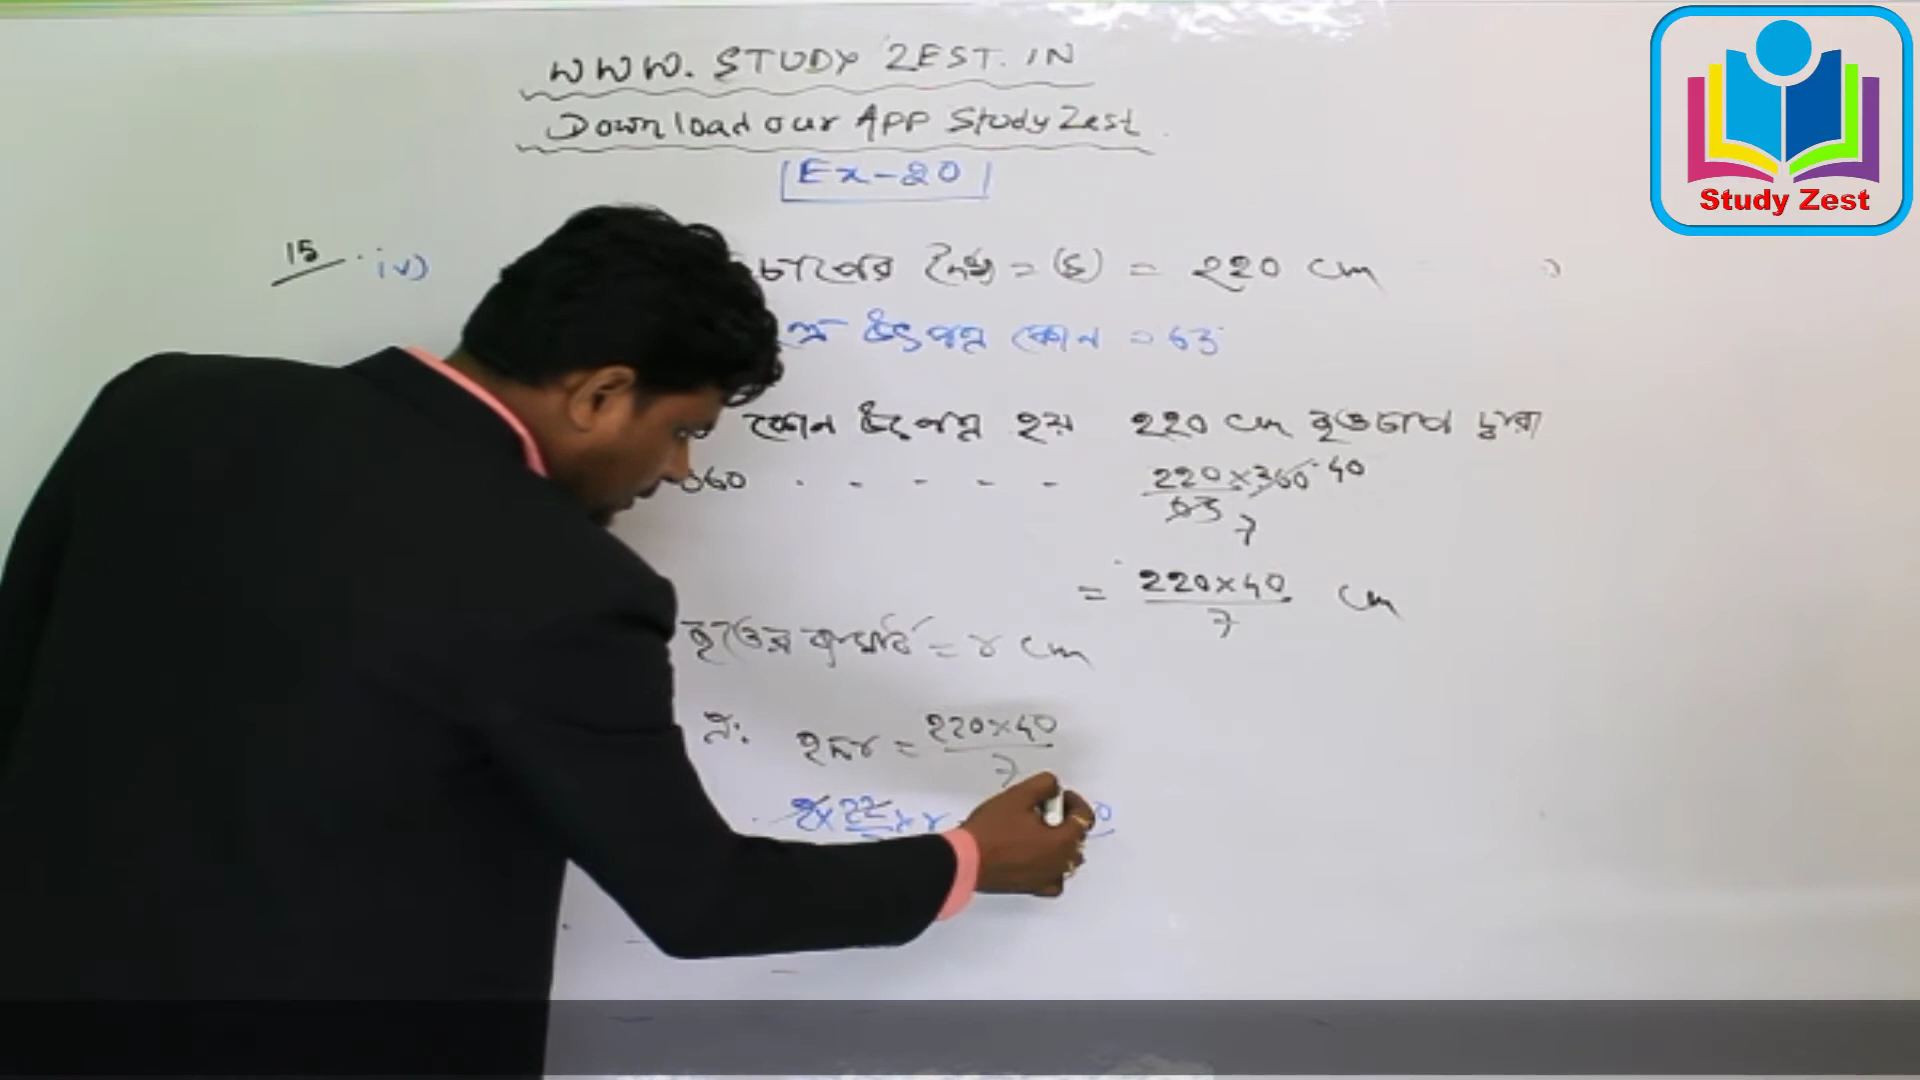 WWW. STUDY ZEST. IN
Download our APP Study Zest
Study Zest
Ex-20
15 iv) চাপের দৈর্ঘ্য = (S) = 220 cm
উৎপন্ন কোন = 63
কোন উৎপন্ন হয় 220 cm বৃত্তচাপ দ্বারা
360 - - - - - 220×360 40
63 7
= 220×40 cm
7
বৃত্তের ব্যাসার্ধ = r cm
2πr = 220×40
7
2×22×r